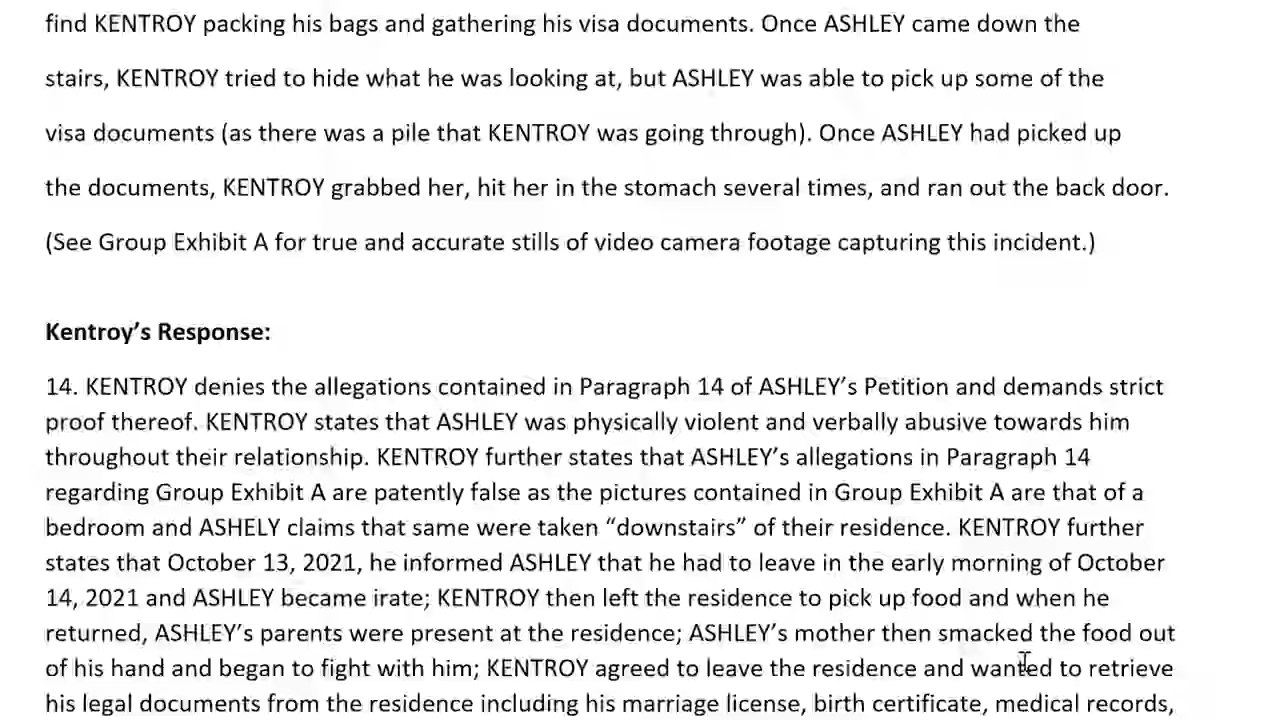 find KENTROY packing his bags and gathering his visa documents. Once ASHLEY came down the
stairs, KENTROY tried to hide what he was looking at, but ASHLEY was able to pick up some of the
visa documents (as there was a pile that KENTROY was going through). Once ASHLEY had picked up
the documents, KENTROY grabbed her, hit her in the stomach several times, and ran out the back door.
(See Group Exhibit A for true and accurate stills of video camera footage capturing this incident.)
Kentroy’s Response:
14. KENTROY denies the allegations contained in Paragraph 14 of ASHLEY’s Petition and demands strict
proof thereof. KENTROY states that ASHLEY was physically violent and verbally abusive towards him
throughout their relationship. KENTROY further states that ASHLEY’s allegations in Paragraph 14
regarding Group Exhibit A are patently false as the pictures contained in Group Exhibit A are that of a
bedroom and ASHELY claims that same were taken “downstairs” of their residence. KENTROY further
states that October 13, 2021, he informed ASHLEY that he had to leave in the early morning of October
14, 2021 and ASHLEY became irate; KENTROY then left the residence to pick up food and when he
returned, ASHLEY’s parents were present at the residence; ASHLEY’s mother then smacked the food out
of his hand and began to fight with him; KENTROY agreed to leave the residence and wanted to retrieve
his legal documents from the residence including his marriage license, birth certificate, medical records,